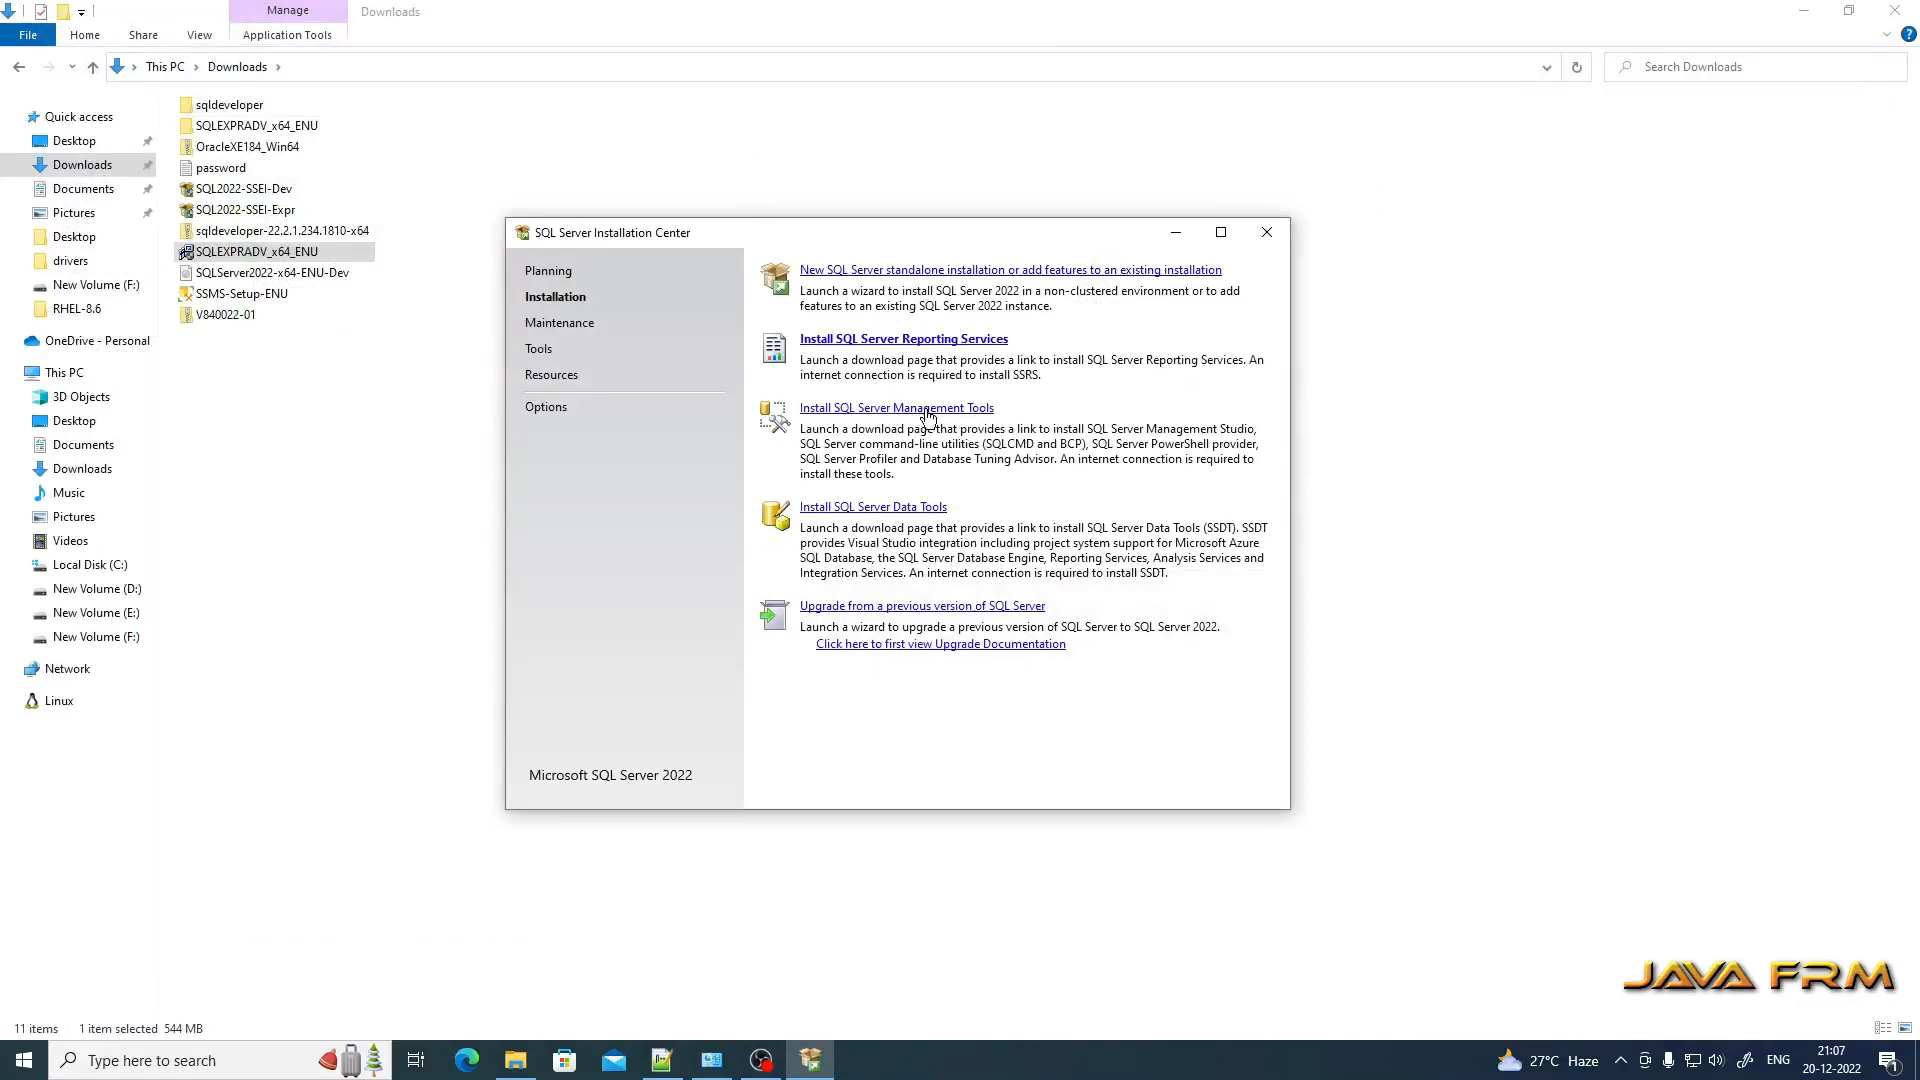 Manage
Downloads
File
Home
Share
View
Application Tools
This PC
Downloads
Search Downloads
Quick access
Desktop
Downloads
Documents
Pictures
Desktop
drivers
New Volume (F:)
RHEL-8.6
OneDrive - Personal
This PC
3D Objects
Desktop
Documents
Downloads
Music
Pictures
Videos
Local Disk (C:)
New Volume (D:)
New Volume (E:)
New Volume (F:)
Network
Linux
sqldeveloper
SQLEXPRADV_x64_ENU
OracleXE184_Win64
password
SQL2022-SSEI-Dev
SQL2022-SSEI-Expr
sqldeveloper-22.2.1.234.1810-x64
SQLEXPRADV_x64_ENU
SQLServer2022-x64-ENU-Dev
SSMS-Setup-ENU
V840022-01
SQL Server Installation Center
Planning
Installation
Maintenance
Tools
Resources
Options
Microsoft SQL Server 2022
New SQL Server standalone installation or add features to an existing installation
Launch a wizard to install SQL Server 2022 in a non-clustered environment or to add
features to an existing SQL Server 2022 instance.
Install SQL Server Reporting Services
Launch a download page that provides a link to install SQL Server Reporting Services. An
internet connection is required to install SSRS.
Install SQL Server Management Tools
Launch a download page that provides a link to install SQL Server Management Studio,
SQL Server command-line utilities (SQLCMD and BCP), SQL Server PowerShell provider,
SQL Server Profiler and Database Tuning Advisor. An internet connection is required to
install these tools.
Install SQL Server Data Tools
Launch a download page that provides a link to install SQL Server Data Tools (SSDT). SSDT
provides Visual Studio integration including project system support for Microsoft Azure
SQL Database, the SQL Server Database Engine, Reporting Services, Analysis Services and
Integration Services. An internet connection is required to install SSDT.
Upgrade from a previous version of SQL Server
Launch a wizard to upgrade a previous version of SQL Server to SQL Server 2022.
Click here to first view Upgrade Documentation
JAVA FRM
11 items
1 item selected 544 MB
Type here to search
27°C Haze
ENG
21:07
20-12-2022
1